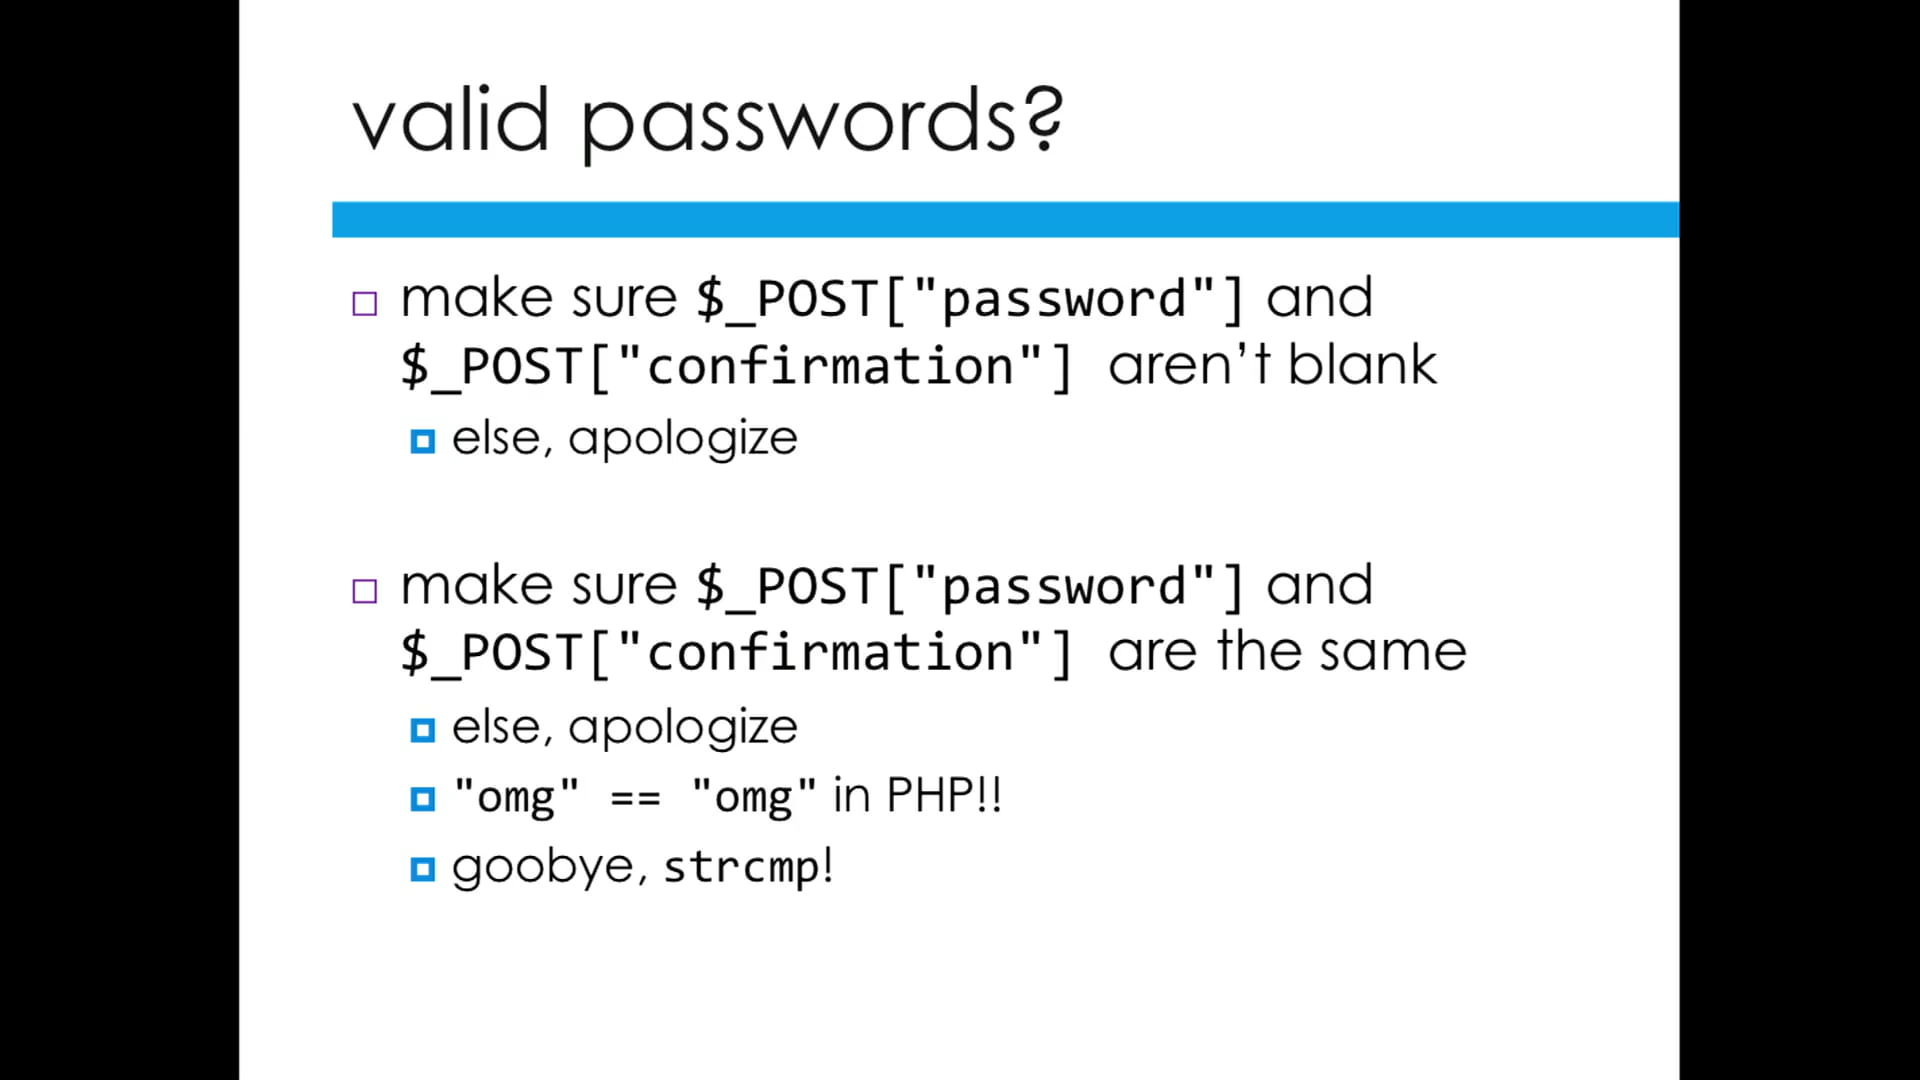 valid passwords?
make sure $_POST["password"] and
$_POST["confirmation"] aren’t blank
else, apologize
make sure $_POST["password"] and
$_POST["confirmation"] are the same
else, apologize
"omg" == "omg" in PHP!!
goobye, strcmp!